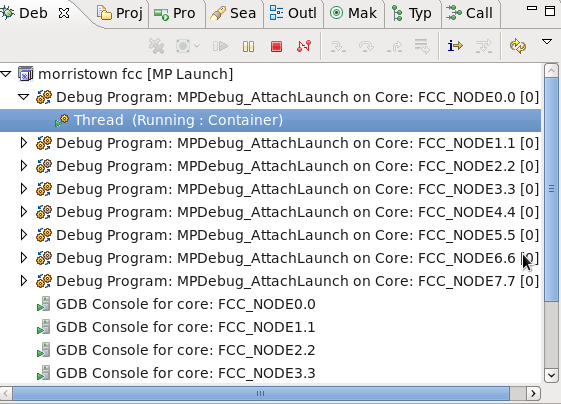 Deb Proj Pro Sea Outl Mak Typ Call
morristown fcc [MP Launch]
Debug Program: MPDebug_AttachLaunch on Core: FCC_NODE0.0 [0]
Thread (Running : Container)
Debug Program: MPDebug_AttachLaunch on Core: FCC_NODE1.1 [0]
Debug Program: MPDebug_AttachLaunch on Core: FCC_NODE2.2 [0]
Debug Program: MPDebug_AttachLaunch on Core: FCC_NODE3.3 [0]
Debug Program: MPDebug_AttachLaunch on Core: FCC_NODE4.4 [0]
Debug Program: MPDebug_AttachLaunch on Core: FCC_NODE5.5 [0]
Debug Program: MPDebug_AttachLaunch on Core: FCC_NODE6.6 [0]
Debug Program: MPDebug_AttachLaunch on Core: FCC_NODE7.7 [0]
GDB Console for core: FCC_NODE0.0
GDB Console for core: FCC_NODE1.1
GDB Console for core: FCC_NODE2.2
GDB Console for core: FCC_NODE3.3